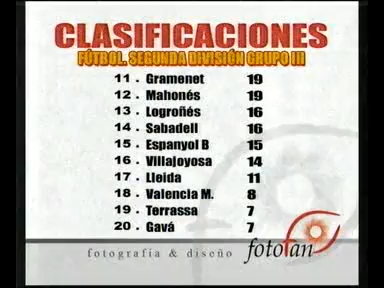 CLASIFICACIONES
FÚTBOL. SEGUNDA DIVISIÓN GRUPO III
11 . Gramenet 19
12 . Mahonés 19
13 . Logroñés 16
14 . Sabadell 16
15 . Espanyol B 15
16 . Villajoyosa 14
17 . Lleida 11
18 . Valencia M. 8
19 . Terrassa 7
20 . Gavá 7
fotografía & diseño fotofan